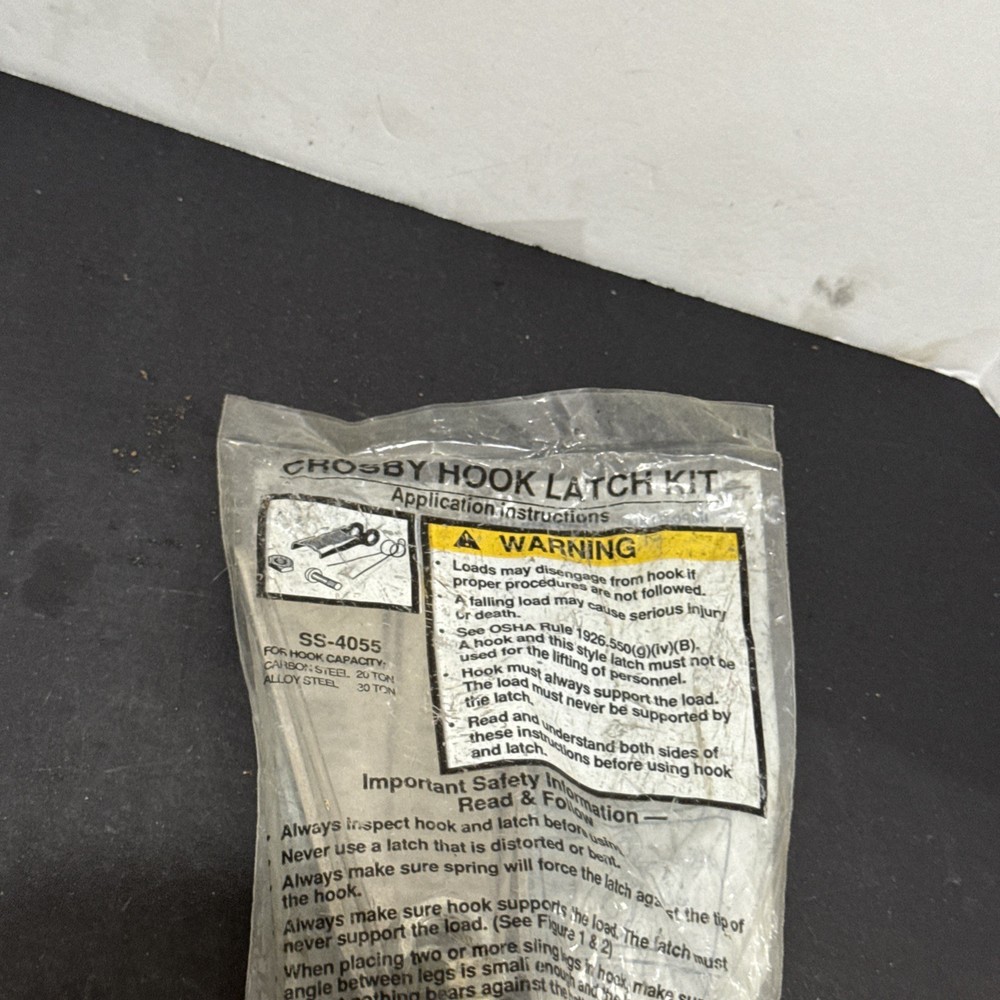 CROSBY HOOK LATCH KIT
Application instructions
WARNING
• Loads may disengage from hook if
proper procedures are not followed.
• A falling load may cause serious injury
or death.
• See OSHA Rule 1926.550(g)(iv)(B).
A hook and this style latch must not be
used for the lifting of personnel.
• Hook must always support the load.
The load must never be supported by
the latch.
• Read and understand both sides of
these instructions before using hook
and latch.
SS-4055
FOR HOOK CAPACITY:
CARBON STEEL 20 TON
ALLOY STEEL 30 TON
Important Safety Information —
Read & Follow
• Always inspect hook and latch before using.
• Never use a latch that is distorted or bent.
• Always make sure spring will force the latch against the tip of
the hook.
Always make sure hook supports the load. The latch must
never support the load. (See Figure 1 & 2)
When placing two or more sling legs in hook, make sure
angle between legs is small enough and the
nothing bears against the